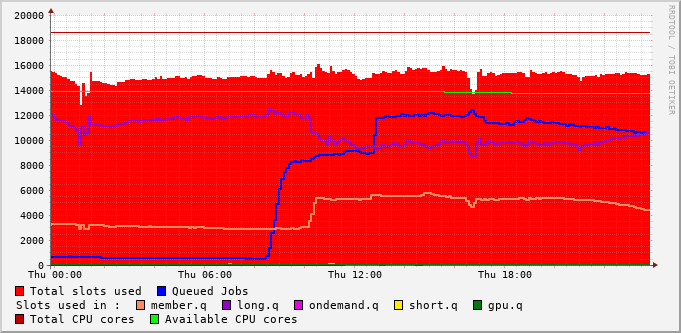 20000
18000
16000
14000
12000
10000
8000
6000
4000
2000
0
Thu 00:00 Thu 06:00 Thu 12:00 Thu 18:00
RRDTOOL / TOBI OETIKER
Total slots used Queued Jobs
Slots used in : member.q long.q ondemand.q short.q gpu.q
Total CPU cores Available CPU cores